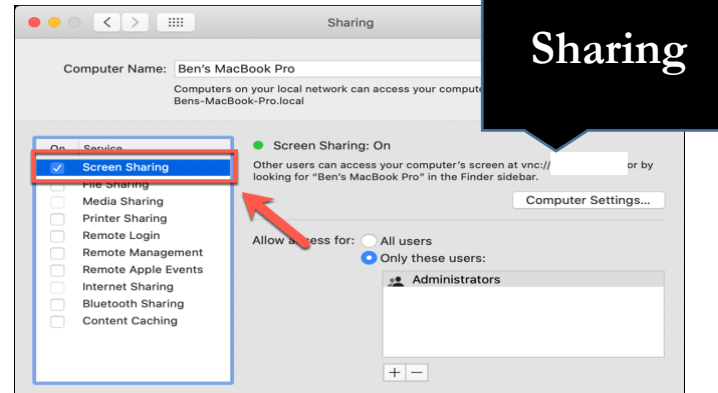 Sharing
Sharing
Computer Name: Ben's MacBook Pro
Computers on your local network can access your compute
Bens-MacBook-Pro.local
On Service
Screen Sharing
File Sharing
Media Sharing
Printer Sharing
Remote Login
Remote Management
Remote Apple Events
Internet Sharing
Bluetooth Sharing
Content Caching
Screen Sharing: On
Other users can access your computer's screen at vnc:// or by
looking for “Ben's MacBook Pro” in the Finder sidebar.
Computer Settings...
Allow access for: All users
Only these users:
Administrators
+ −